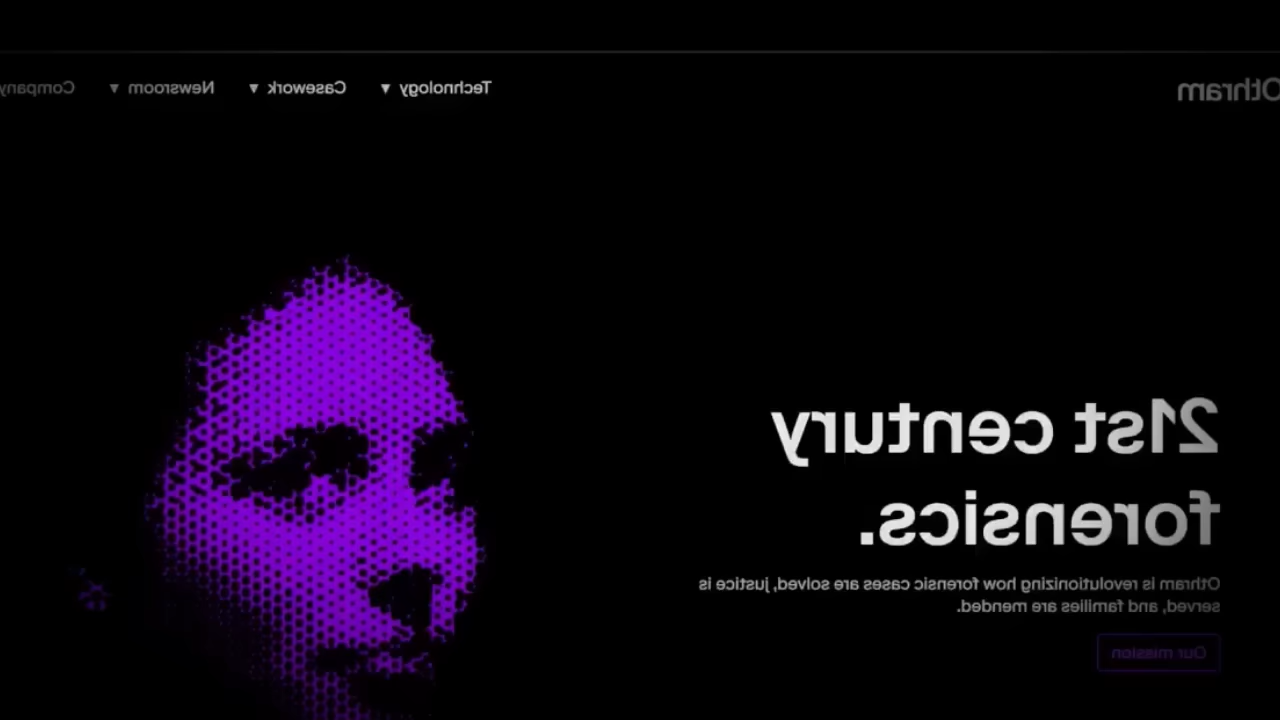 Othram
Technology ▼ Casework ▼ Newsroom ▼ Company
21st century
forensics.
Othram is revolutionizing how forensic cases are solved, justice is
served, and families are mended.
Our mission